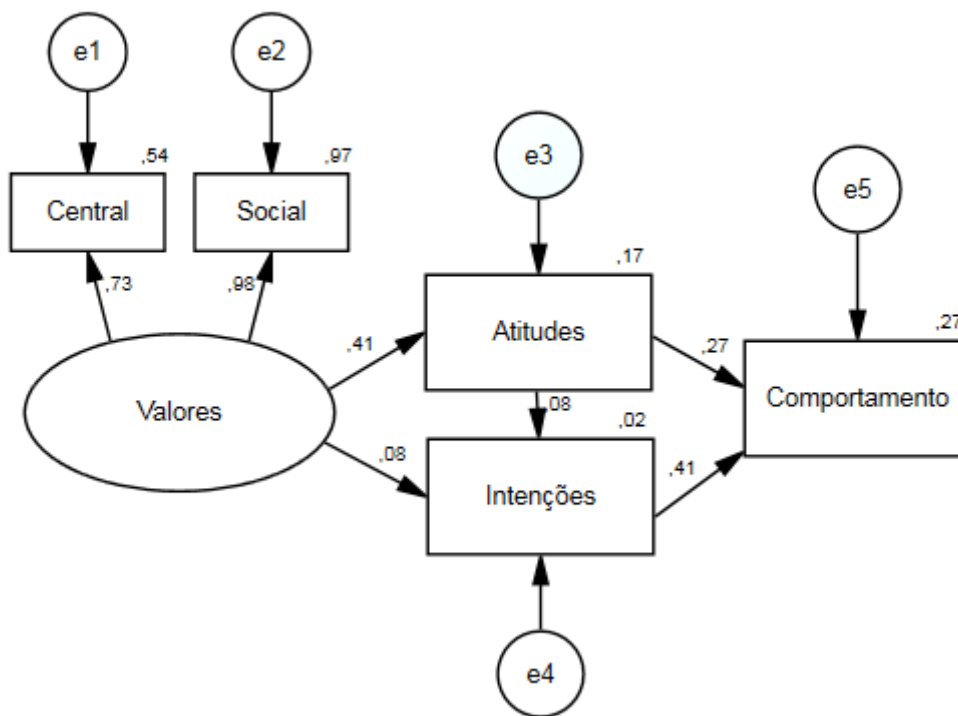 e1
e2
,54
,97
Central
Social
e3
e5
,73
,98
,17
,27
Atitudes
,41
,27
Comportamento
Valores
,08
,02
,08
,41
Intenções
e4